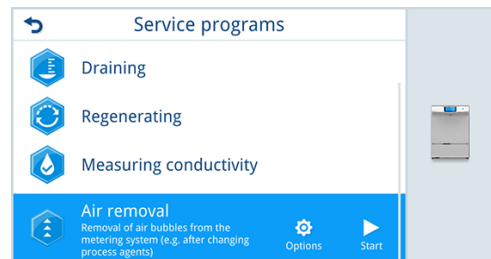 Service programs
Draining
Regenerating
Measuring conductivity
Air removal
Removal of air bubbles from the
metering system (e.g. after changing
process agents)
Options
Start